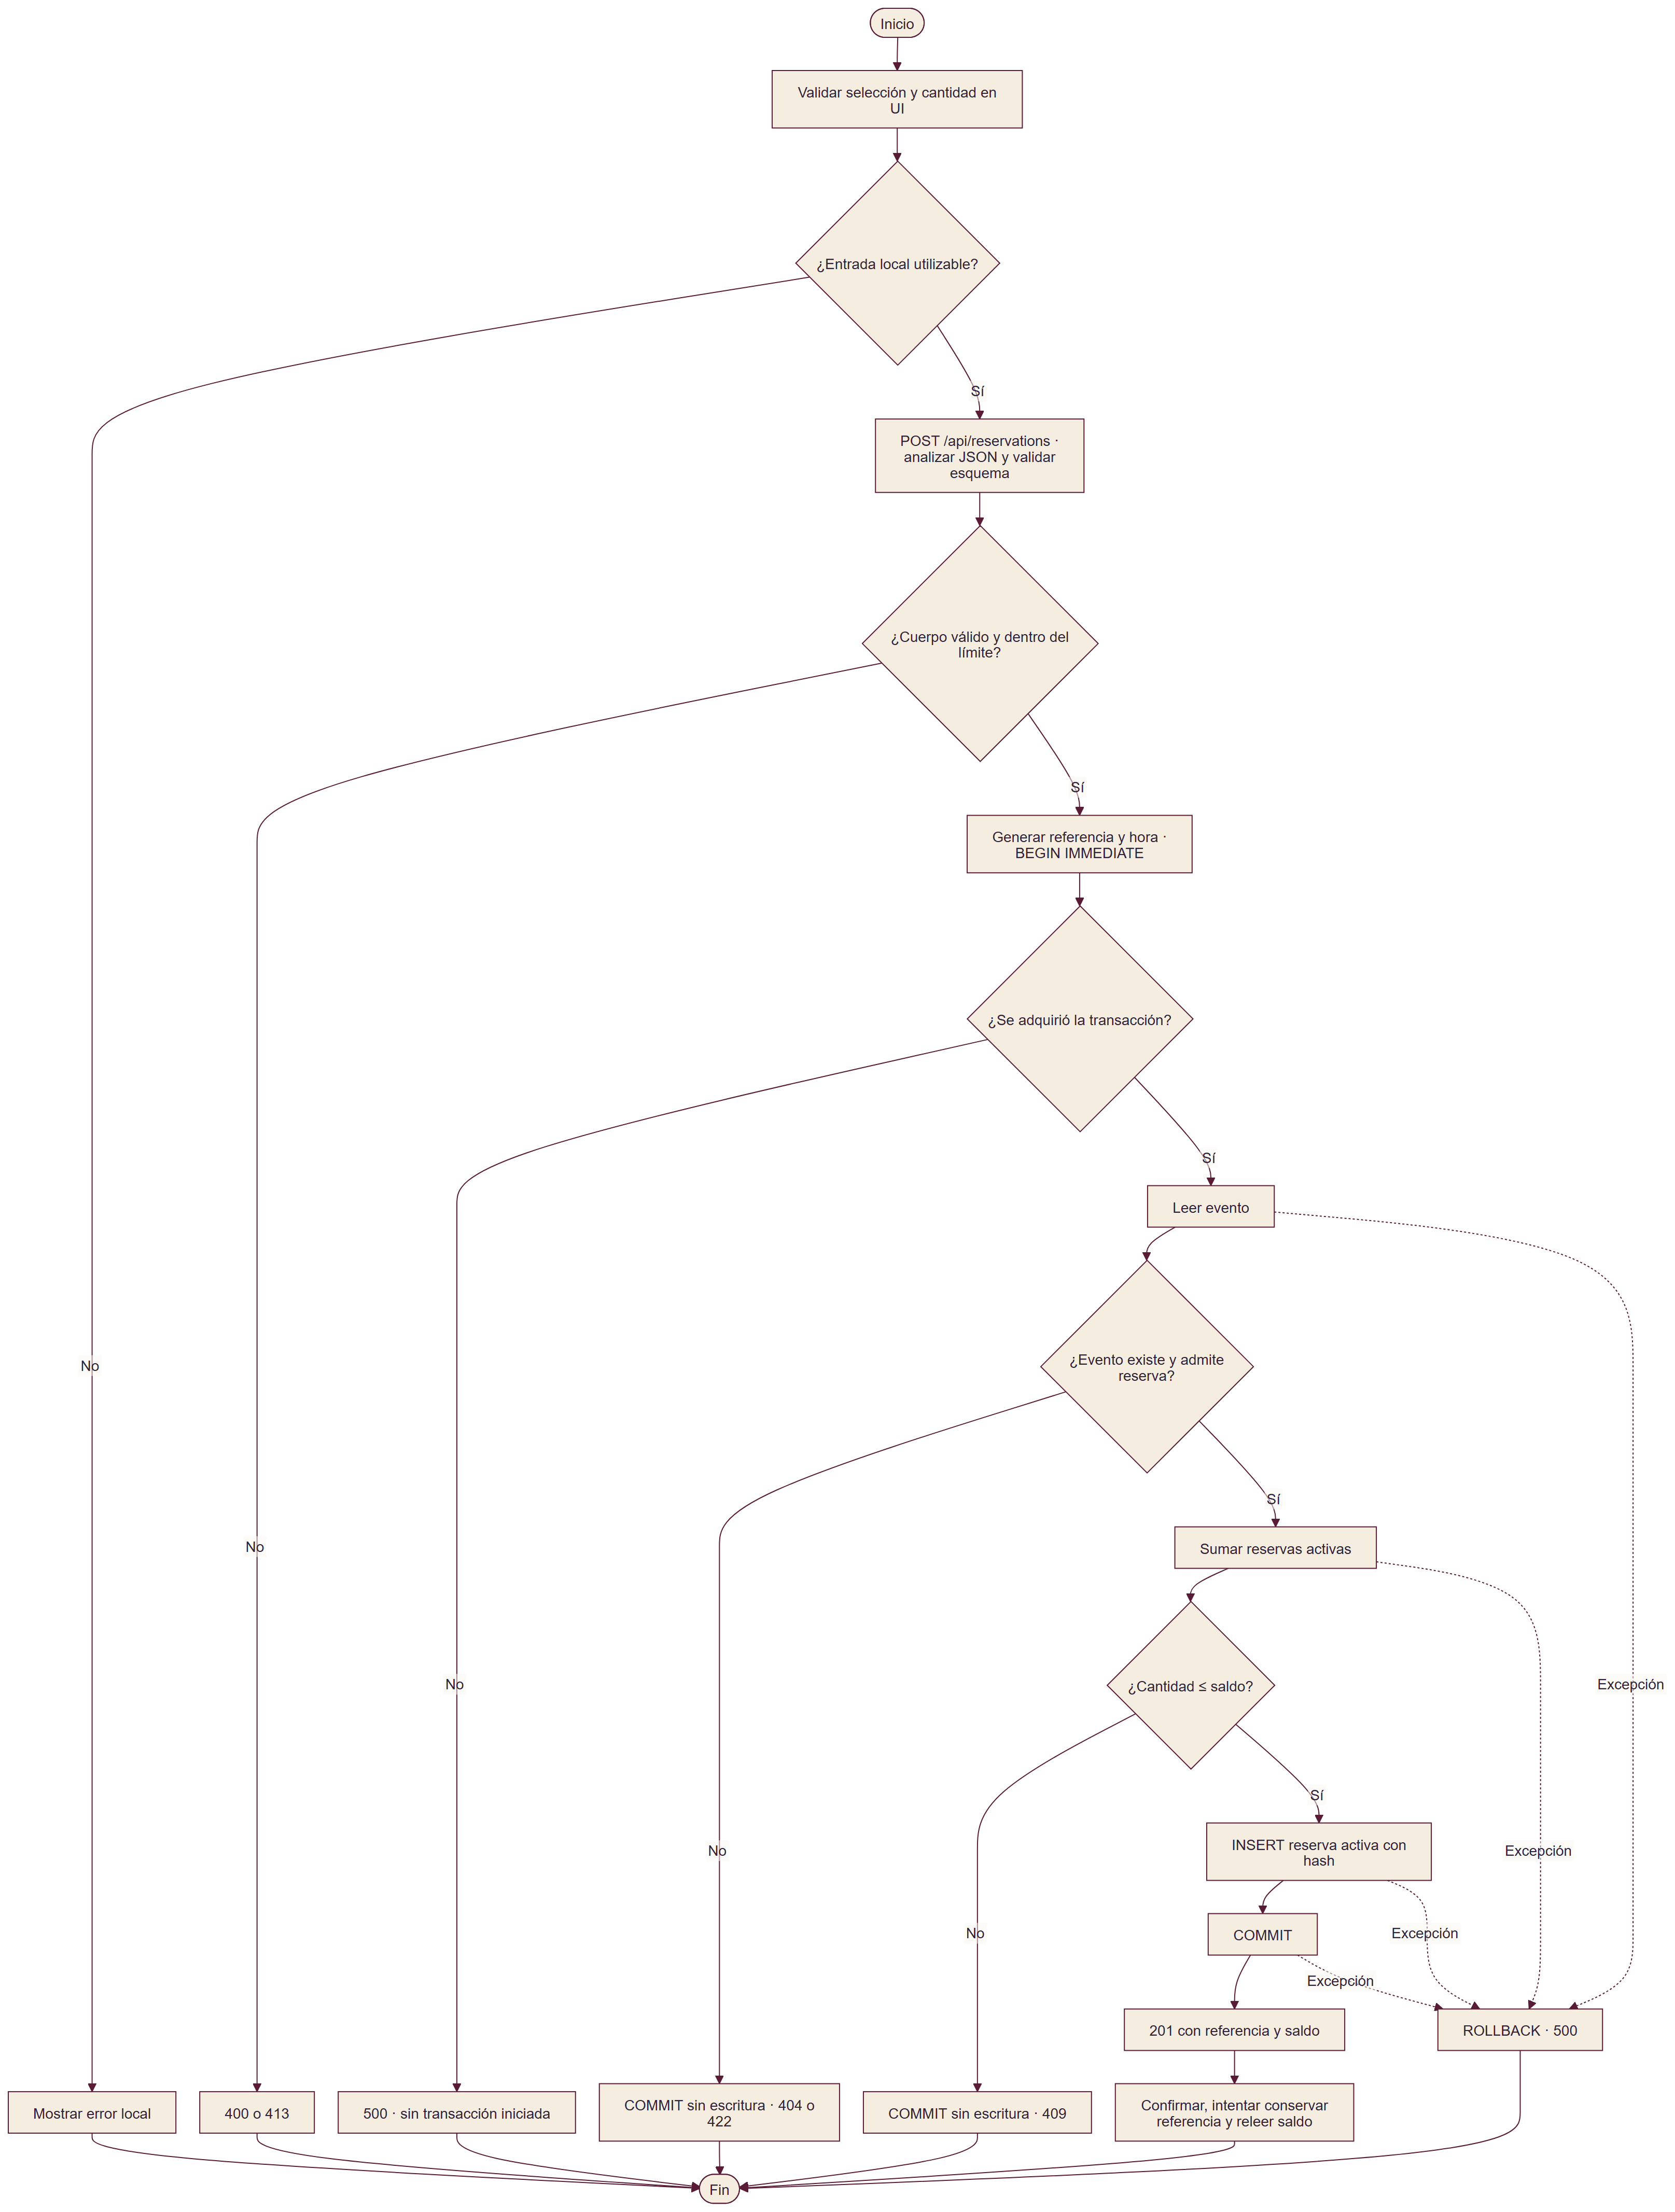 Inicio
Validar selección y cantidad en
UI
¿Entrada local utilizable?
Sí
POST /api/reservations ·
analizar JSON y validar
esquema
¿Cuerpo válido y dentro del
límite?
Sí
Generar referencia y hora ·
BEGIN IMMEDIATE
¿Se adquirió la transacción?
Sí
Leer evento
¿Evento existe y admite
reserva?
No
Sí
No
Sumar reservas activas
¿Cantidad ≤ saldo?
No
Excepción
Sí
No
Excepción
INSERT reserva activa con
hash
No
COMMIT
Excepción
Excepción
201 con referencia y saldo
ROLLBACK · 500
Mostrar error local
400 o 413
500 · sin transacción iniciada
COMMIT sin escritura · 404 o
422
COMMIT sin escritura · 409
Confirmar, intentar conservar
referencia y releer saldo
Fin